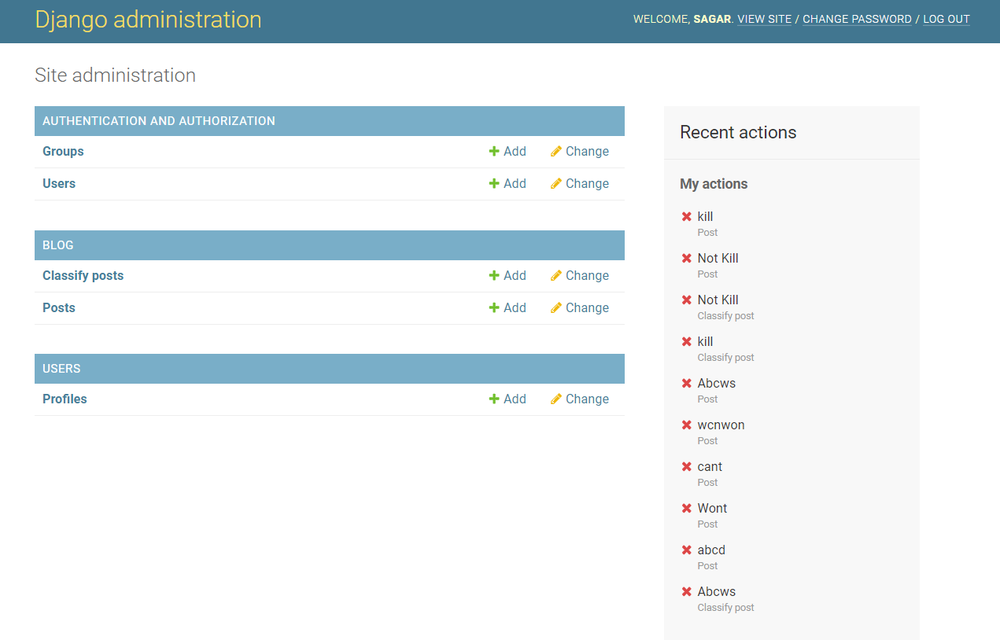 Django administration
WELCOME, SAGAR. VIEW SITE / CHANGE PASSWORD / LOG OUT
Site administration
AUTHENTICATION AND AUTHORIZATION
Groups Add Change
Users Add Change
BLOG
Classify posts Add Change
Posts Add Change
USERS
Profiles Add Change
Recent actions
My actions
kill
Post
Not Kill
Post
Not Kill
Classify post
kill
Classify post
Abcws
Post
wcnwon
Post
cant
Post
Wont
Post
abcd
Post
Abcws
Classify post